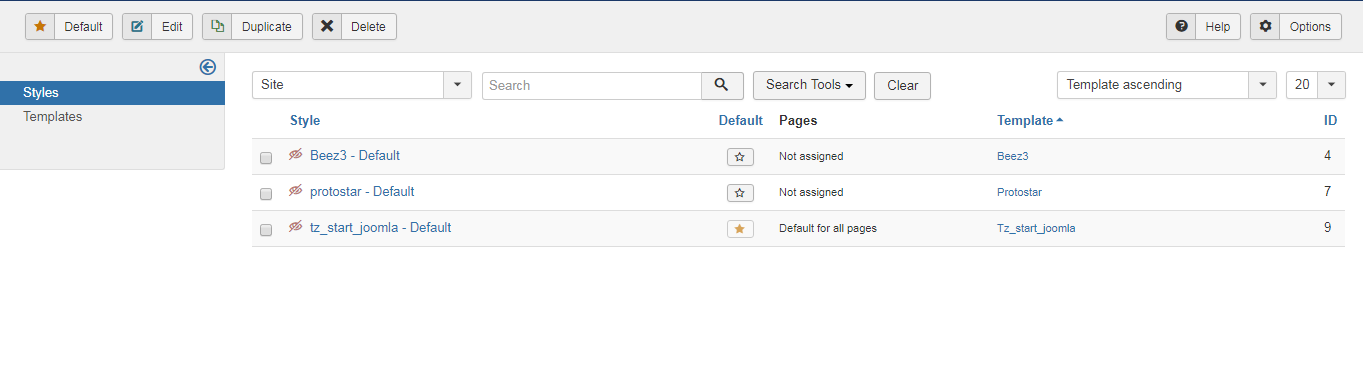 Default Edit Duplicate Delete Help Options
Styles
Templates
Site Search Search Tools Clear Template ascending 20
Style Default Pages Template ID
Beez3 - Default Not assigned Beez3 4
protostar - Default Not assigned Protostar 7
tz_start_joomla - Default Default for all pages Tz_start_joomla 9